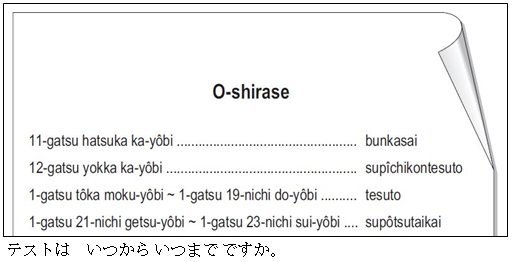 O-shirase
11-gatsu hatsuka ka-yôbi .................................................. bunkasai
12-gatsu yokka ka-yôbi ..................................................... supîchikontesuto
1-gatsu tôka moku-yôbi ~ 1-gatsu 19-nichi do-yôbi .......... tesuto
1-gatsu 21-nichi getsu-yôbi ~ 1-gatsu 23-nichi sui-yôbi .... supôtsutaikai
テストは　いつから いつまで ですか。